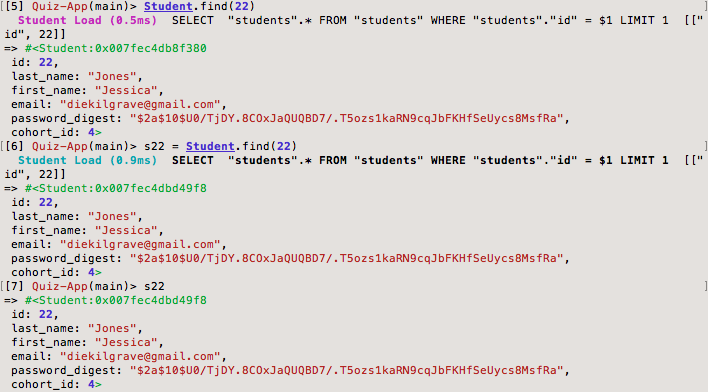 [[5] Quiz-App(main)> Student.find(22) ]
Student Load (0.5ms) SELECT "students".* FROM "students" WHERE "students"."id" = $1 LIMIT 1 [["
id", 22]]
=> #<Student:0x007fec4db8f380
id: 22,
last_name: "Jones",
first_name: "Jessica",
email: "diekilgrave@gmail.com",
password_digest: "$2a$10$U0/TjDY.8COxJaQUQBD7/.T5ozs1kaRN9cqJbFKHfSeUycs8MsfRa",
cohort_id: 4>
[[6] Quiz-App(main)> s22 = Student.find(22) ]
Student Load (0.9ms) SELECT "students".* FROM "students" WHERE "students"."id" = $1 LIMIT 1 [["
id", 22]]
=> #<Student:0x007fec4dbd49f8
id: 22,
last_name: "Jones",
first_name: "Jessica",
email: "diekilgrave@gmail.com",
password_digest: "$2a$10$U0/TjDY.8COxJaQUQBD7/.T5ozs1kaRN9cqJbFKHfSeUycs8MsfRa",
cohort_id: 4>
[[7] Quiz-App(main)> s22 ]
=> #<Student:0x007fec4dbd49f8
id: 22,
last_name: "Jones",
first_name: "Jessica",
email: "diekilgrave@gmail.com",
password_digest: "$2a$10$U0/TjDY.8COxJaQUQBD7/.T5ozs1kaRN9cqJbFKHfSeUycs8MsfRa",
cohort_id: 4>